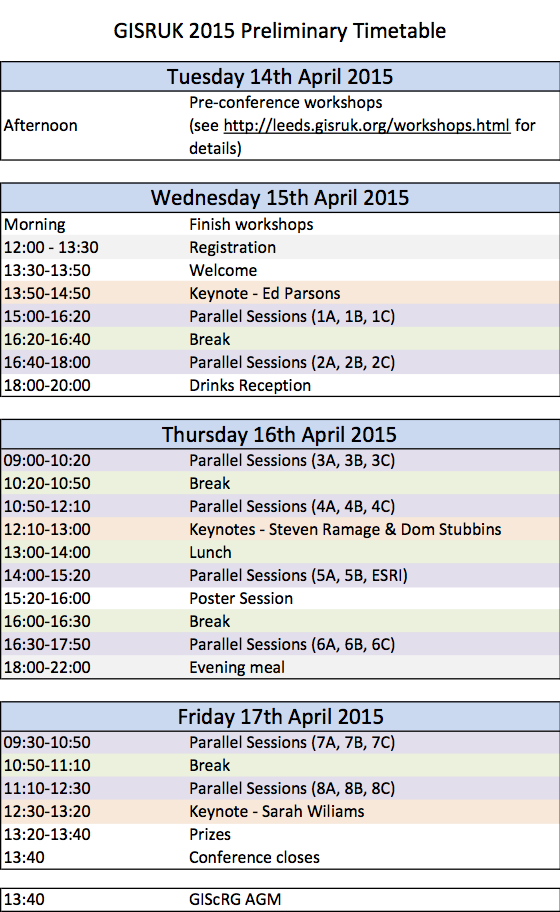 GISRUK 2015 Preliminary Timetable
Tuesday 14th April 2015
Afternoon Pre-conference workshops
(see http://leeds.gisruk.org/workshops.html for
details)
Wednesday 15th April 2015
Morning Finish workshops
12:00 - 13:30 Registration
13:30-13:50 Welcome
13:50-14:50 Keynote - Ed Parsons
15:00-16:20 Parallel Sessions (1A, 1B, 1C)
16:20-16:40 Break
16:40-18:00 Parallel Sessions (2A, 2B, 2C)
18:00-20:00 Drinks Reception
Thursday 16th April 2015
09:00-10:20 Parallel Sessions (3A, 3B, 3C)
10:20-10:50 Break
10:50-12:10 Parallel Sessions (4A, 4B, 4C)
12:10-13:00 Keynotes - Steven Ramage & Dom Stubbins
13:00-14:00 Lunch
14:00-15:20 Parallel Sessions (5A, 5B, ESRI)
15:20-16:00 Poster Session
16:00-16:30 Break
16:30-17:50 Parallel Sessions (6A, 6B, 6C)
18:00-22:00 Evening meal
Friday 17th April 2015
09:30-10:50 Parallel Sessions (7A, 7B, 7C)
10:50-11:10 Break
11:10-12:30 Parallel Sessions (8A, 8B, 8C)
12:30-13:20 Keynote - Sarah Wiliams
13:20-13:40 Prizes
13:40 Conference closes
13:40 GIScRG AGM